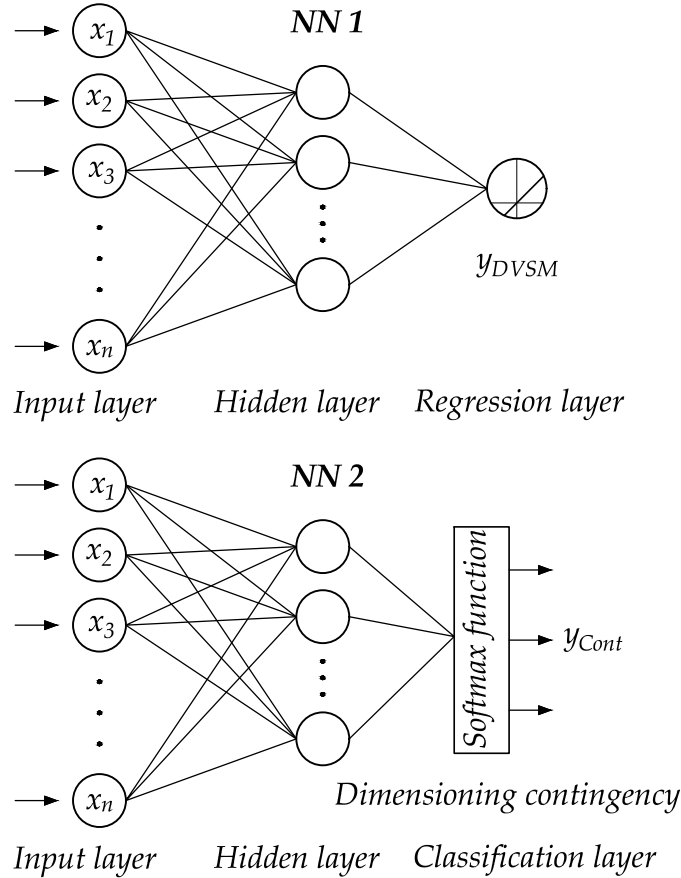 NN 1
x1
x2
x3
xn
yDVSM
Input layer Hidden layer Regression layer
NN 2
x1
x2
x3
xn
Softmax function
yCont
Dimensioning contingency
Input layer Hidden layer Classification layer